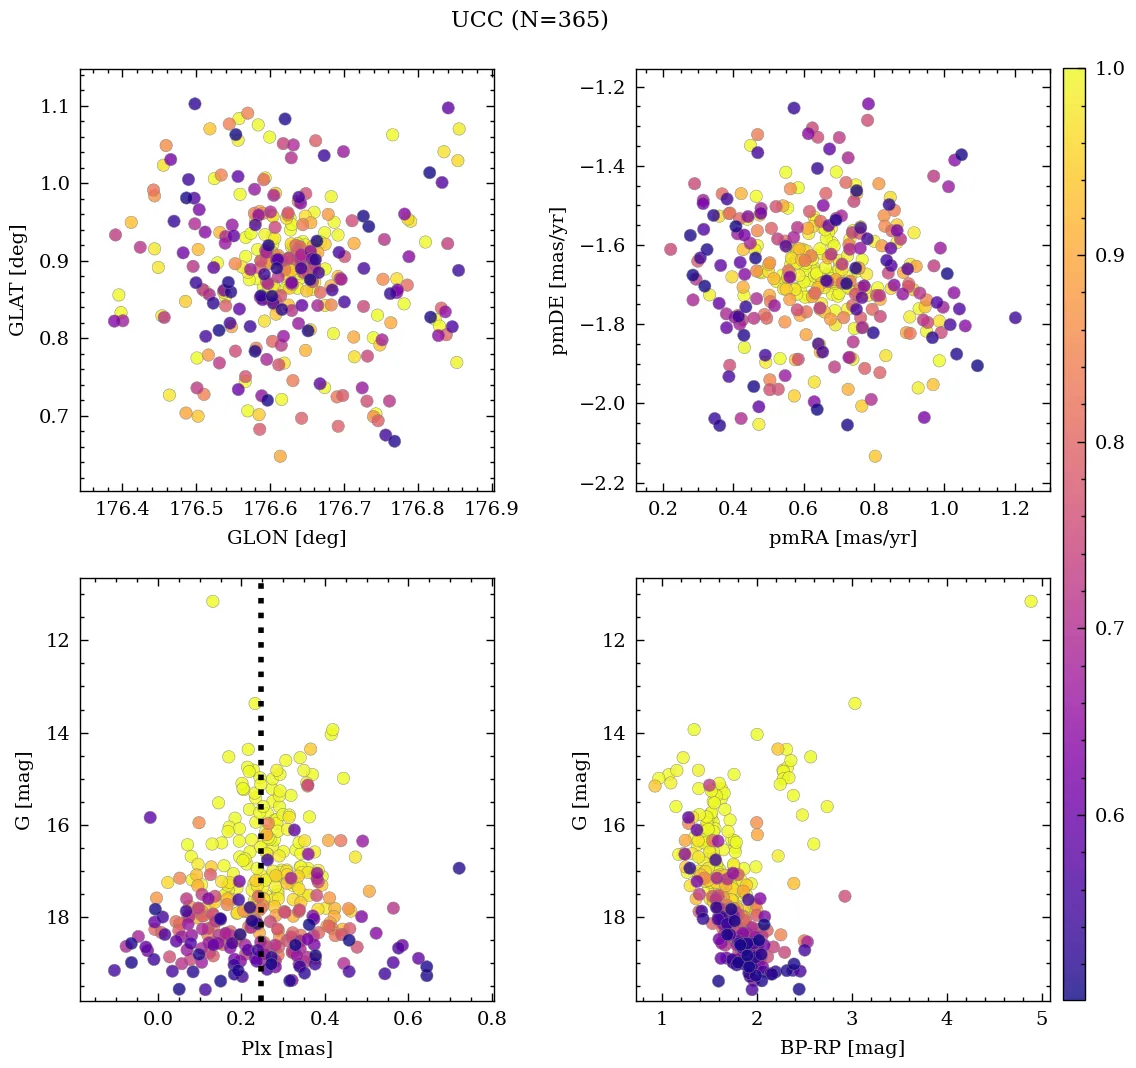 UCC (N=365)
1.1
1.0
0.9
0.8
0.7
GLAT [deg]
176.4 176.5 176.6 176.7 176.8 176.9
GLON [deg]
−1.2
−1.4
−1.6
−1.8
−2.0
−2.2
pmDE [mas/yr]
0.2 0.4 0.6 0.8 1.0 1.2
pmRA [mas/yr]
12
14
16
18
G [mag]
0.0 0.2 0.4 0.6 0.8
Plx [mas]
12
14
16
18
G [mag]
1 2 3 4 5
BP-RP [mag]
1.0
0.9
0.8
0.7
0.6